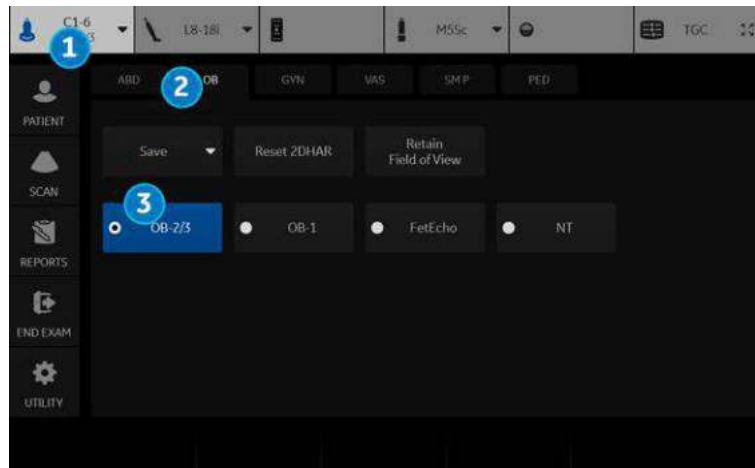 C1-6
1
L8-18i
M5Sc
TGC
PATIENT
SCAN
REPORTS
END EXAM
UTILITY
ABD
2
OB
GYN
VAS
SMP
PED
Save
Reset 2DHAR
Retain
Field of View
3
OB-2/3
OB-1
FetEcho
NT